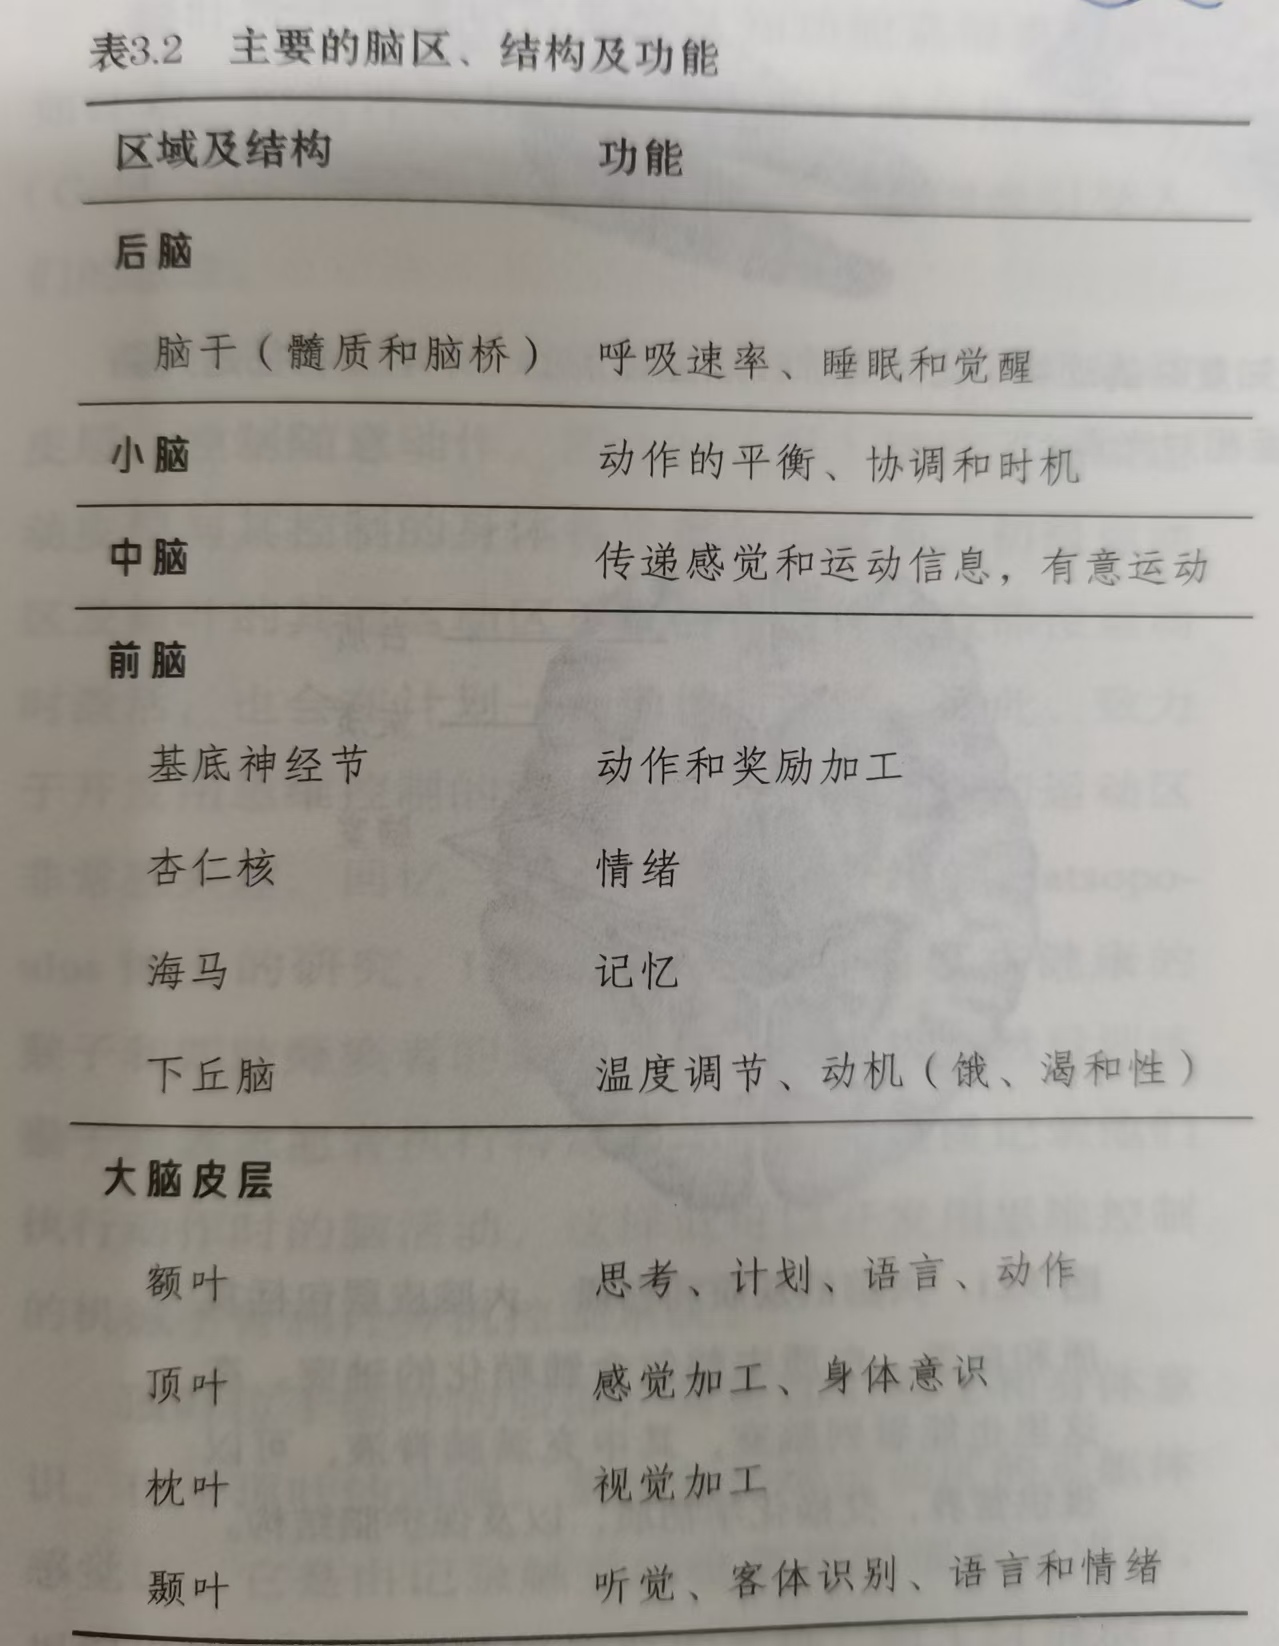 表3.2 主要的脑区、结构及功能
区域及结构 功能
后脑
脑干（髓质和脑桥） 呼吸速率、睡眠和觉醒
小脑 动作的平衡、协调和时机
中脑 传递感觉和运动信息，有意运动
前脑
基底神经节 动作和奖励加工
杏仁核 情绪
海马 记忆
下丘脑 温度调节、动机（饿、渴和性）
大脑皮层
额叶 思考、计划、语言、动作
顶叶 感觉加工、身体意识
枕叶 视觉加工
颞叶 听觉、客体识别、语言和情绪